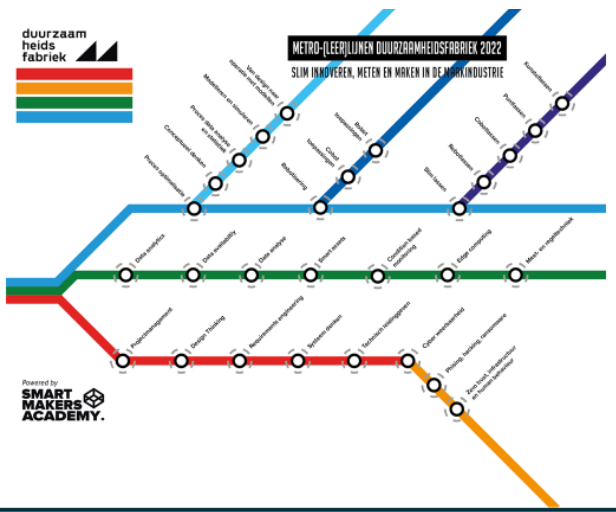 duurzaam
heids
fabriek
METRO-(LEER)LIJNEN DUURZAAMHEIDSFABRIEK 2022
SLIM INNOVEREN, METEN EN MAKEN IN DE MAAKINDUSTRIE
Proces optimalisatie
Conceptueel denken
Proces data analyse
en statistiek
Modelleren en simuleren
Van design naar
operatie met modellen
Robotisering
Cobot
toepassingen
Robot
toepassingen
Slim lassen
Robotlassen
Cobotlassen
Puntlassen
Kunststlassen
Data analytics
Data availability
Data analyse
Smart assets
Condition based
monitoring
Edge computing
Meet- en regeltechniek
Projectmanagement
Design Thinking
Requirements engineering
Systeem denken
Technisch leidinggeven
Cyber weerbaarheid
Phising, hacking, ransomware
Zero trust, infrastructuur
en human behaviour
Powered by
SMART
MAKERS
ACADEMY.